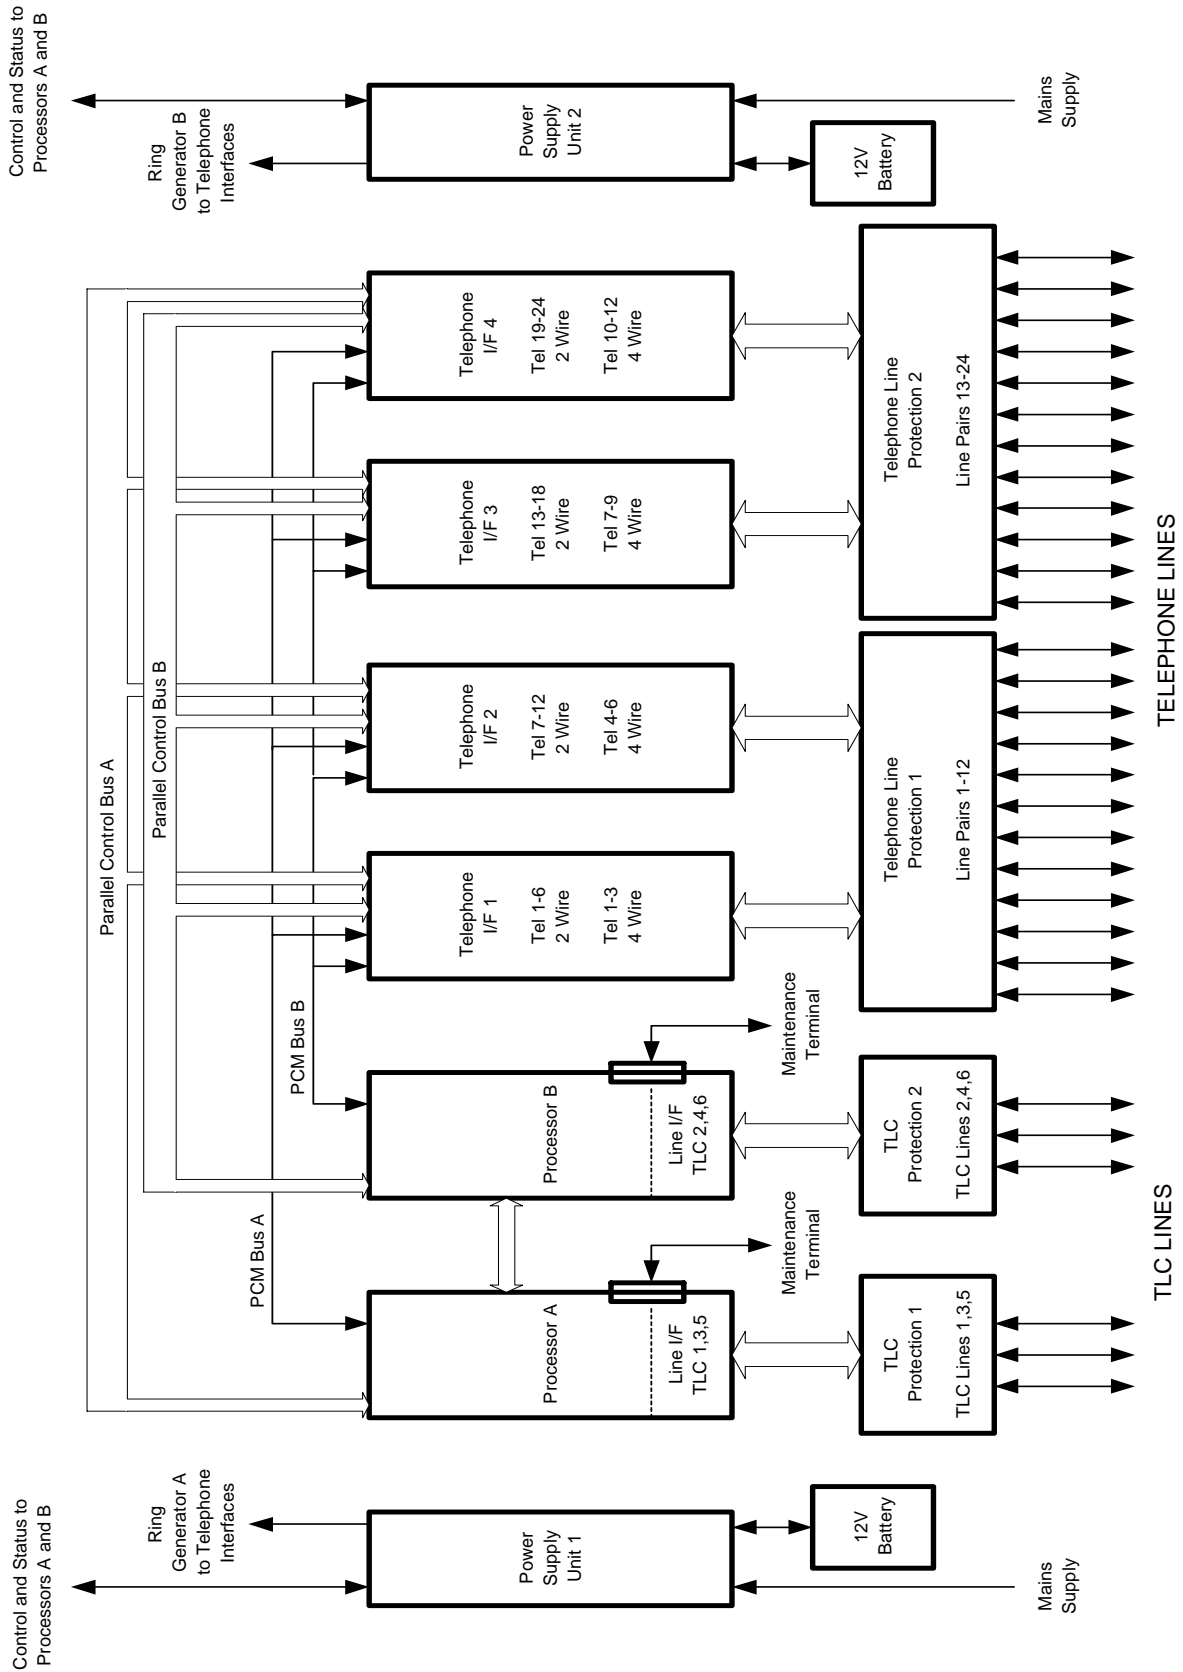 Control and Status to
Processors A and B
Ring
Generator A
to Telephone
Interfaces
Power
Supply
Unit 1
12V
Battery
Mains
Supply
Parallel Control Bus A
Parallel Control Bus B
PCM Bus A
PCM Bus B
Processor A
Line I/F
TLC 1,3,5
Maintenance
Terminal
TLC
Protection 1
TLC Lines 1,3,5
Processor B
Line I/F
TLC 2,4,6
Maintenance
Terminal
TLC
Protection 2
TLC Lines 2,4,6
TLC LINES
Telephone
I/F 1
Tel 1-6
2 Wire
Tel 1-3
4 Wire
Telephone
I/F 2
Tel 7-12
2 Wire
Tel 4-6
4 Wire
Telephone Line
Protection 1
Line Pairs 1-12
Telephone
I/F 3
Tel 13-18
2 Wire
Tel 7-9
4 Wire
Telephone
I/F 4
Tel 19-24
2 Wire
Tel 10-12
4 Wire
Telephone Line
Protection 2
Line Pairs 13-24
TELEPHONE LINES
Control and Status to
Processors A and B
Ring
Generator B
to Telephone
Interfaces
Power
Supply
Unit 2
12V
Battery
Mains
Supply